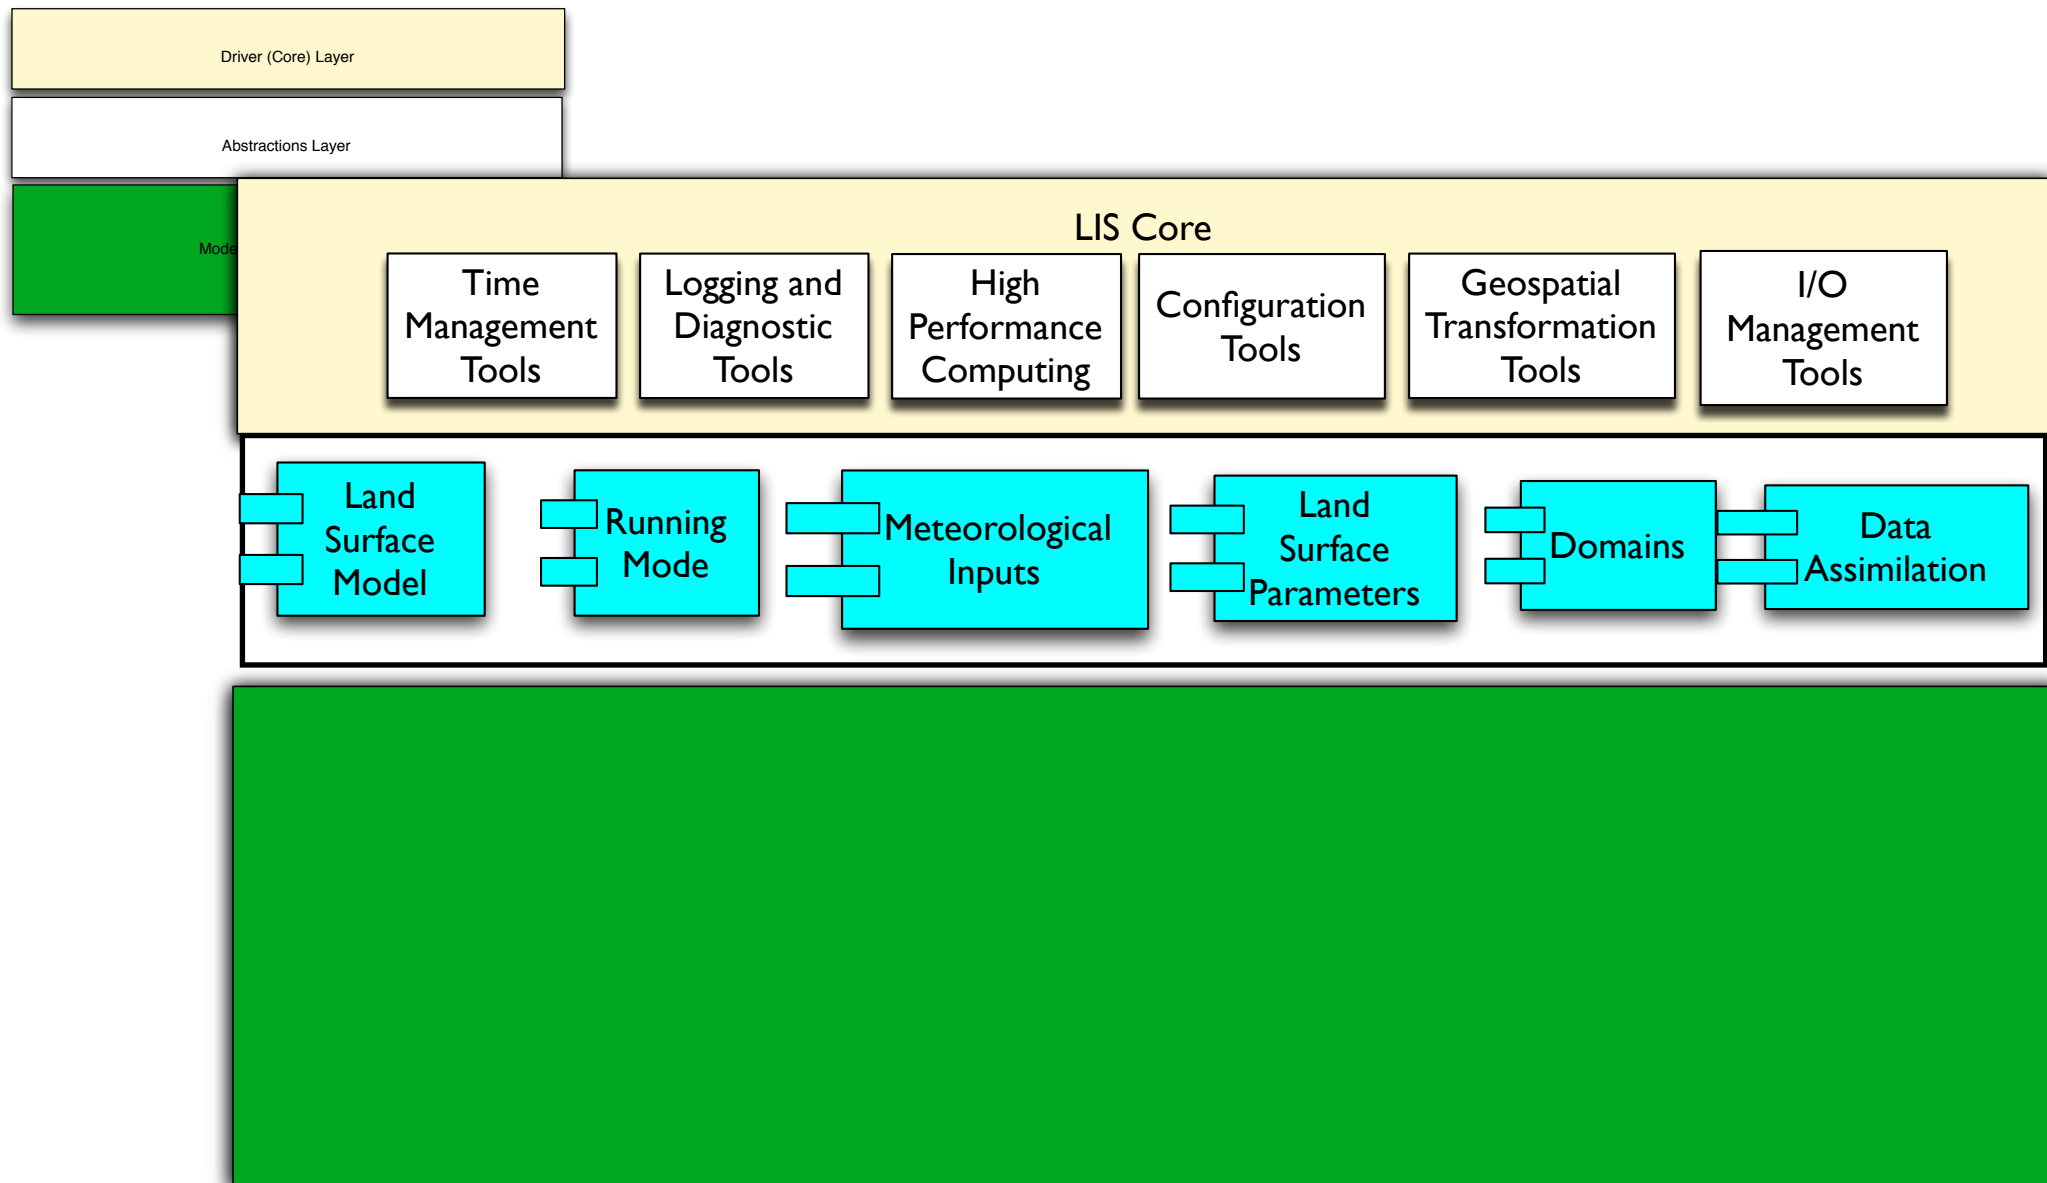 Driver (Core) Layer
Abstractions Layer
Mode
LIS Core
Time
Management
Tools
Logging and
Diagnostic
Tools
High
Performance
Computing
Configuration
Tools
Geospatial
Transformation
Tools
I/O
Management
Tools
Land
Surface
Model
Running
Mode
Meteorological
Inputs
Land
Surface
Parameters
Domains
Data
Assimilation